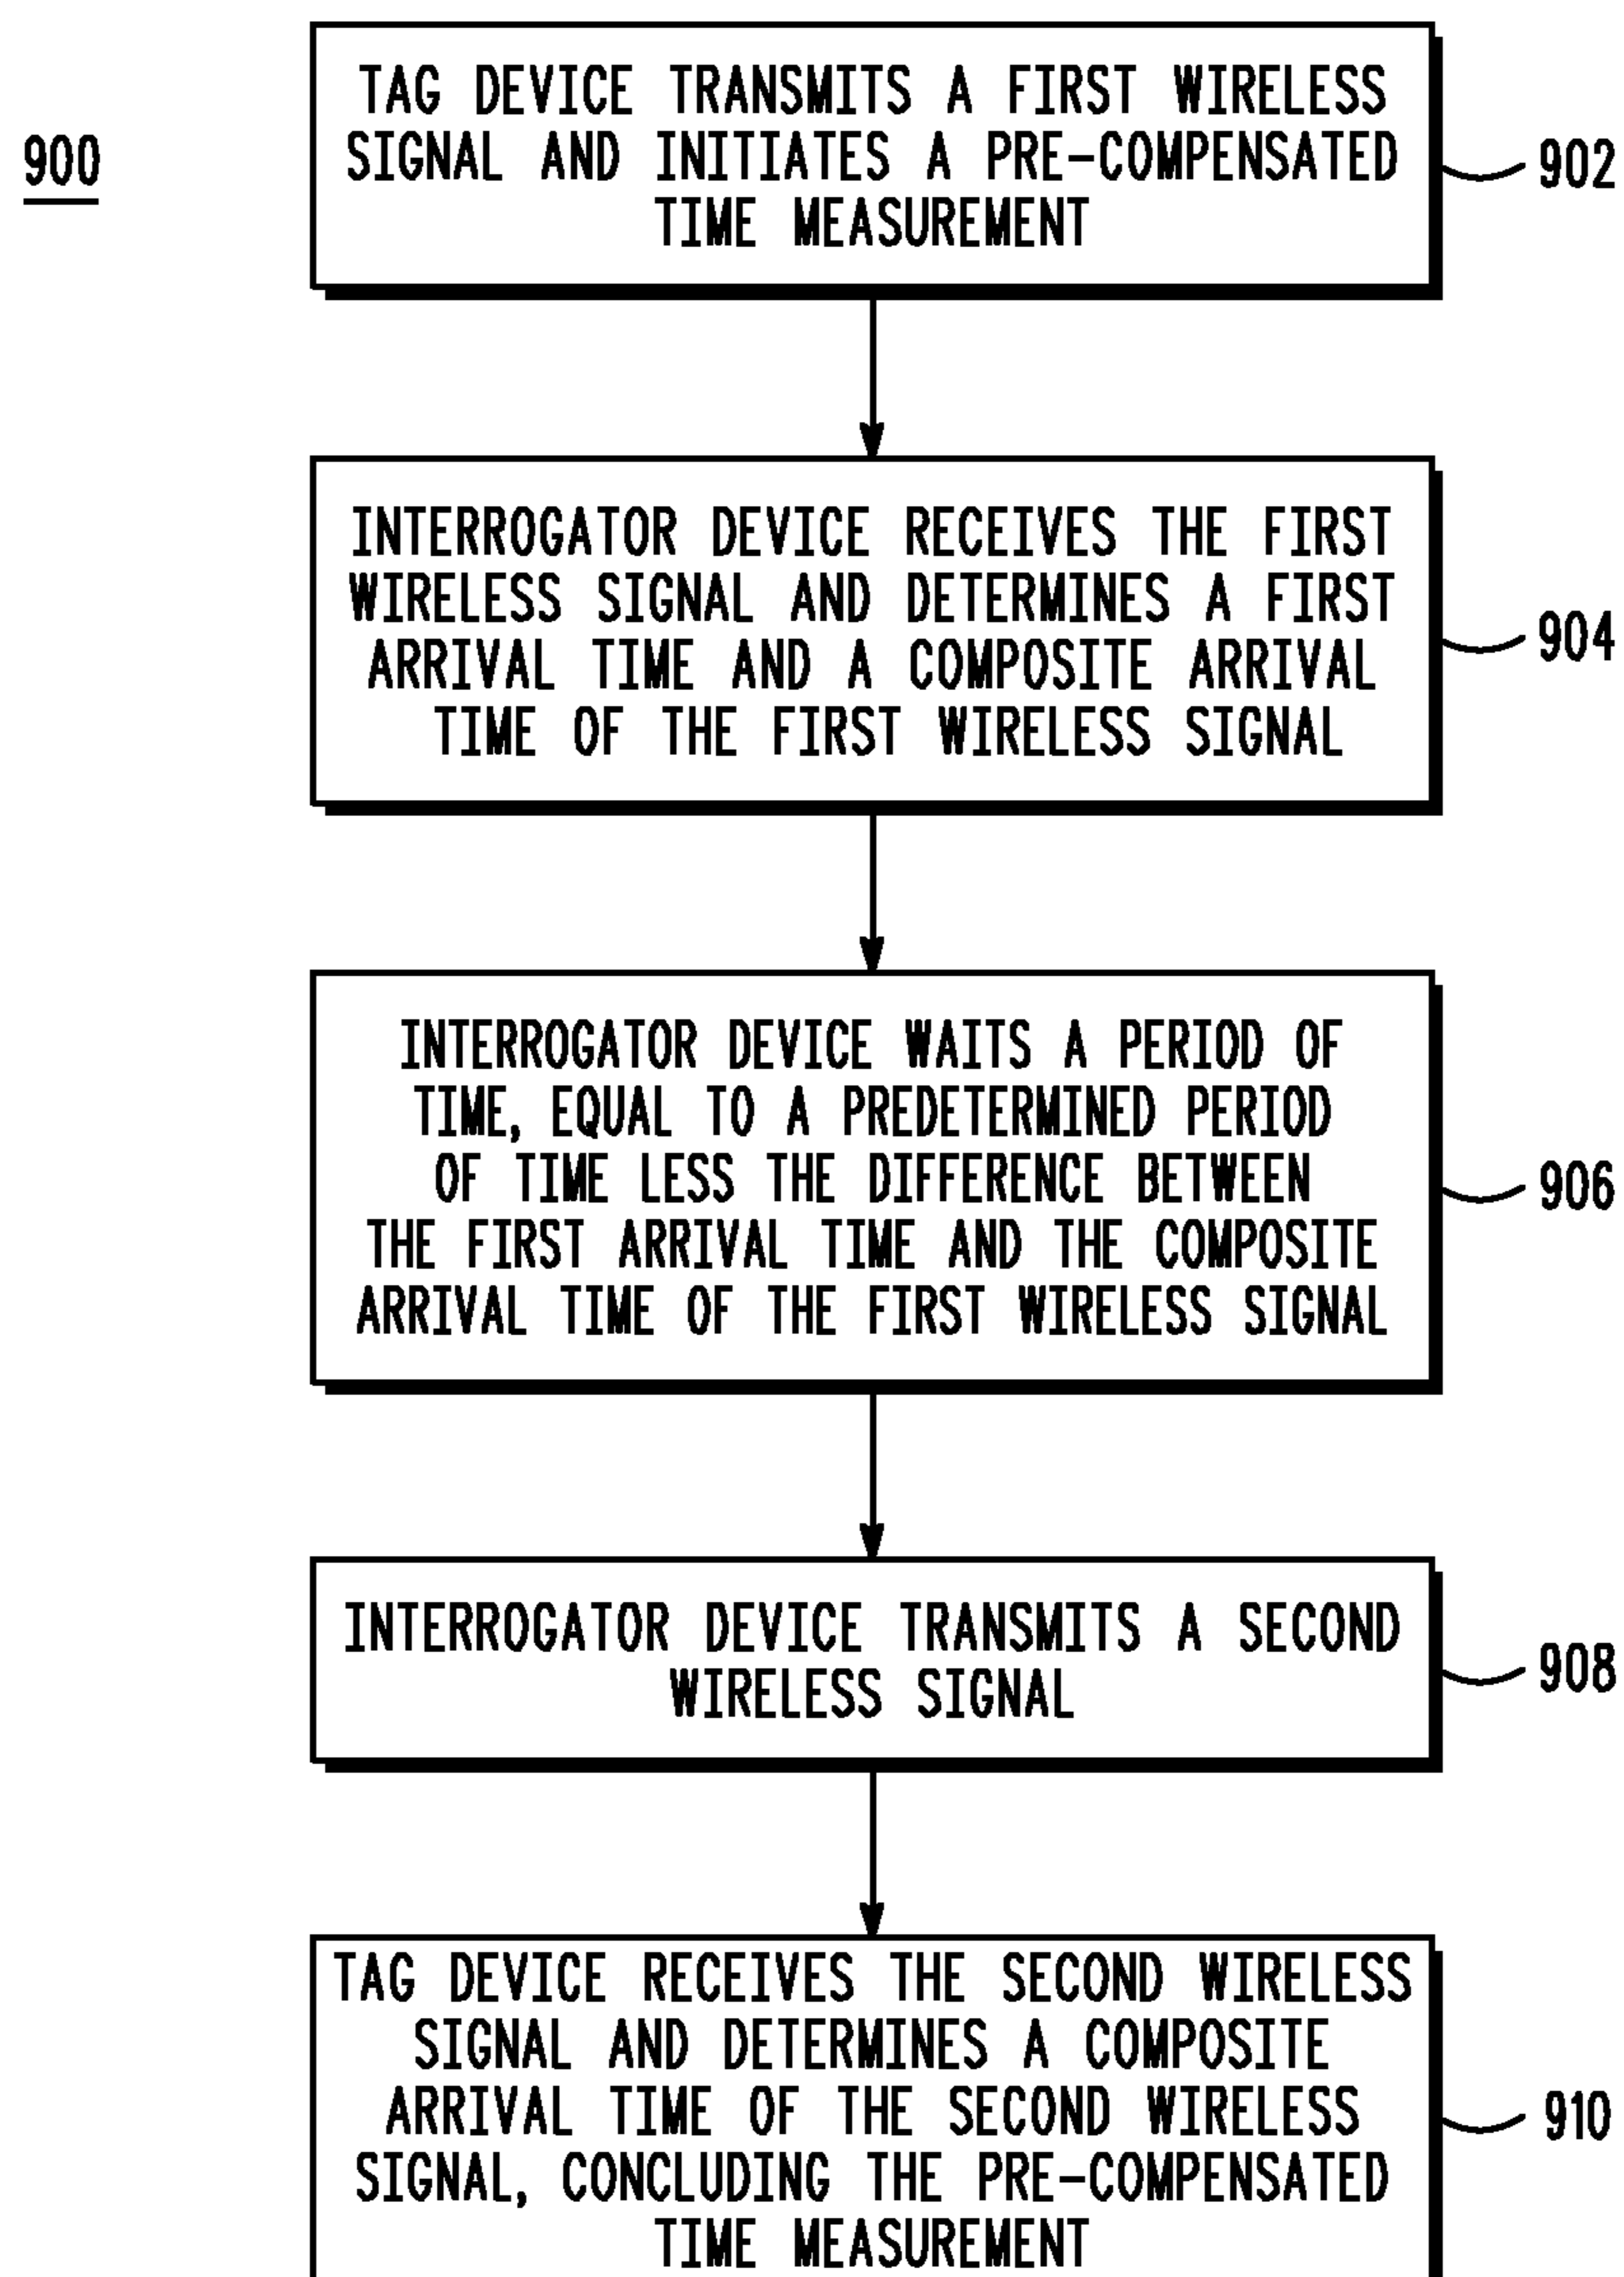 900
TAG DEVICE TRANSMITS A FIRST WIRELESS
SIGNAL AND INITIATES A PRE-COMPENSATED
TIME MEASUREMENT
902
INTERROGATOR DEVICE RECEIVES THE FIRST
WIRELESS SIGNAL AND DETERMINES A FIRST
ARRIVAL TIME AND A COMPOSITE ARRIVAL
TIME OF THE FIRST WIRELESS SIGNAL
904
INTERROGATOR DEVICE WAITS A PERIOD OF
TIME, EQUAL TO A PREDETERMINED PERIOD
OF TIME LESS THE DIFFERENCE BETWEEN
THE FIRST ARRIVAL TIME AND THE COMPOSITE
ARRIVAL TIME OF THE FIRST WIRELESS SIGNAL
906
INTERROGATOR DEVICE TRANSMITS A SECOND
WIRELESS SIGNAL
908
TAG DEVICE RECEIVES THE SECOND WIRELESS
SIGNAL AND DETERMINES A COMPOSITE
ARRIVAL TIME OF THE SECOND WIRELESS
SIGNAL, CONCLUDING THE PRE-COMPENSATED
TIME MEASUREMENT
910